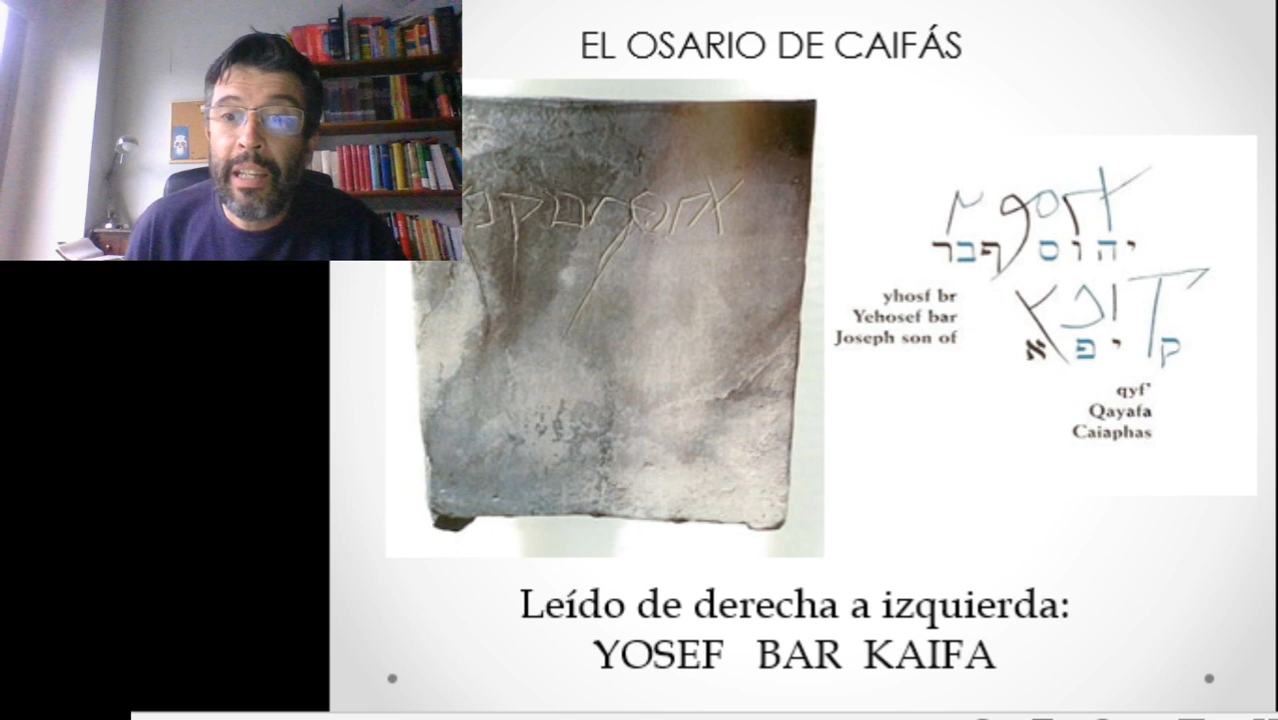 EL OSARIO DE CAIFÁS
יהוסף בר
yhosf br
Yehosef bar
Joseph son of
קיפא
qyf'
Qayafa
Caiaphas
Leído de derecha a izquierda:
YOSEF BAR KAIFA